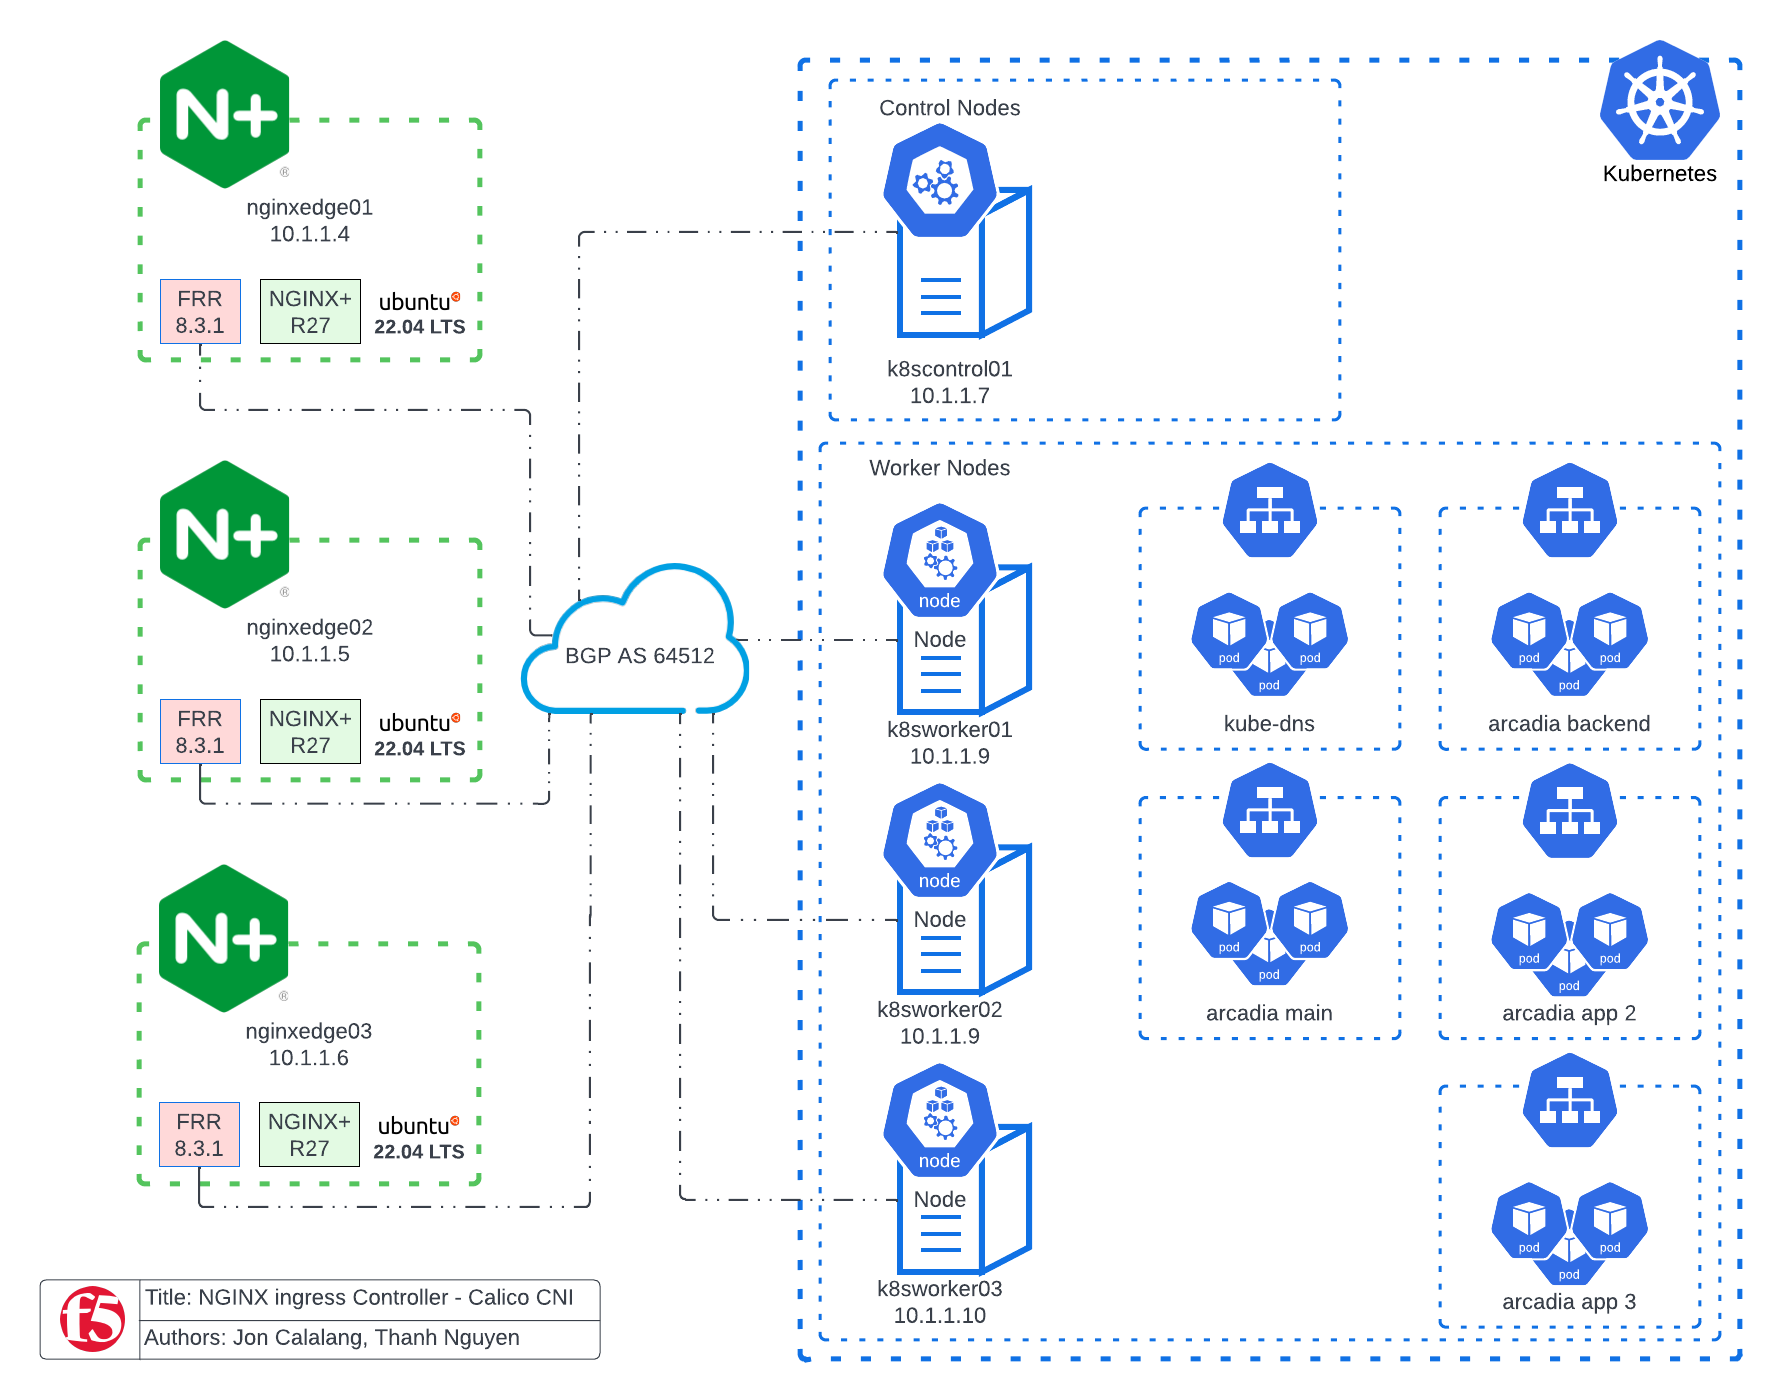 N+
®
nginxedge01
10.1.1.4
FRR
8.3.1
NGINX+
R27
ubuntu
22.04 LTS
N+
®
nginxedge02
10.1.1.5
FRR
8.3.1
NGINX+
R27
ubuntu
22.04 LTS
N+
®
nginxedge03
10.1.1.6
FRR
8.3.1
NGINX+
R27
ubuntu
22.04 LTS
BGP AS 64512
Kubernetes
Control Nodes
k8scontrol01
10.1.1.7
Worker Nodes
node
Node
k8sworker01
10.1.1.9
node
Node
k8sworker02
10.1.1.9
node
Node
k8sworker03
10.1.1.10
pod
pod
pod
kube-dns
pod
pod
pod
arcadia backend
pod
pod
pod
arcadia main
pod
pod
pod
arcadia app 2
pod
pod
pod
arcadia app 3
f5
Title: NGINX ingress Controller - Calico CNI
Authors: Jon Calalang, Thanh Nguyen